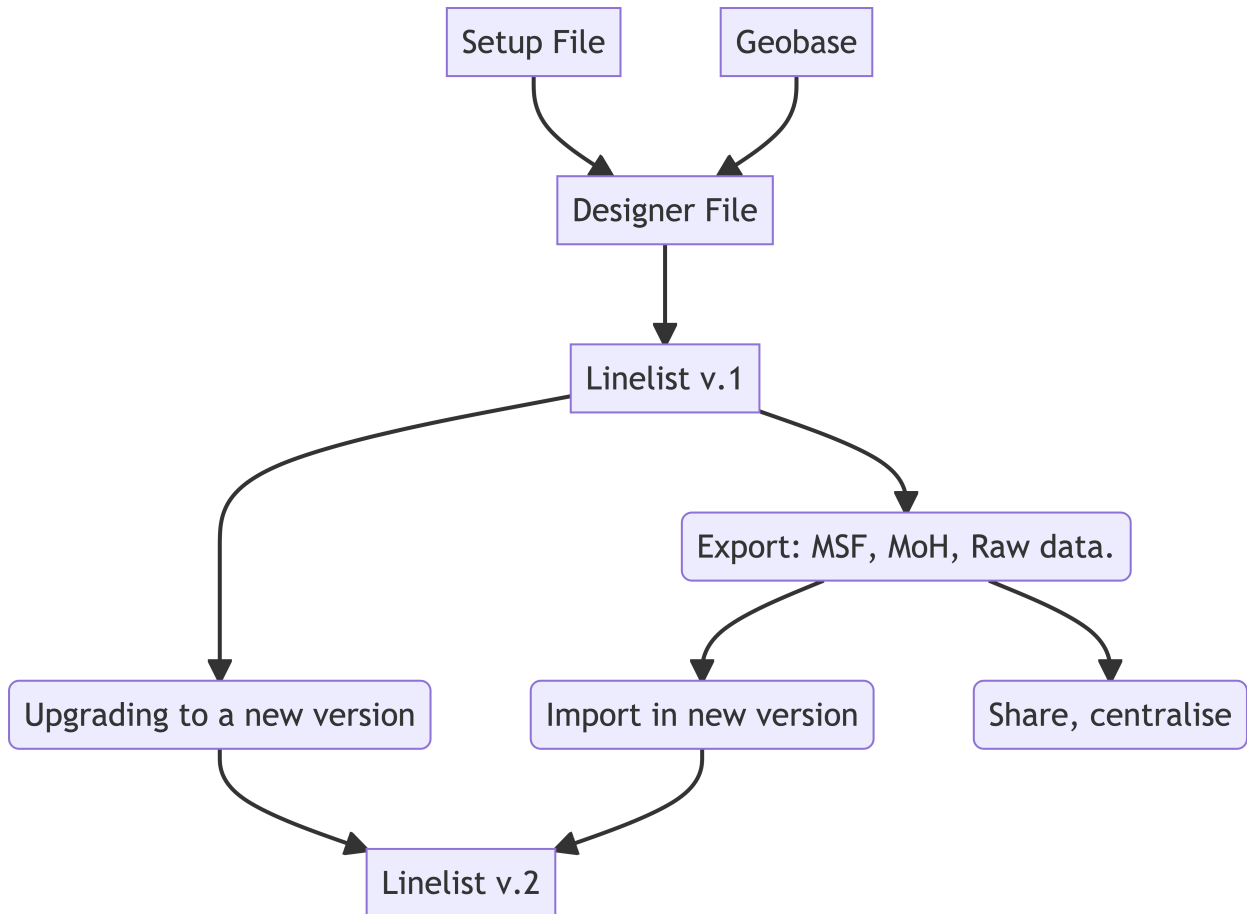 Setup File
Geobase
Designer File
Linelist v.1
Export: MSF, MoH, Raw data.
Upgrading to a new version
Import in new version
Share, centralise
Linelist v.2